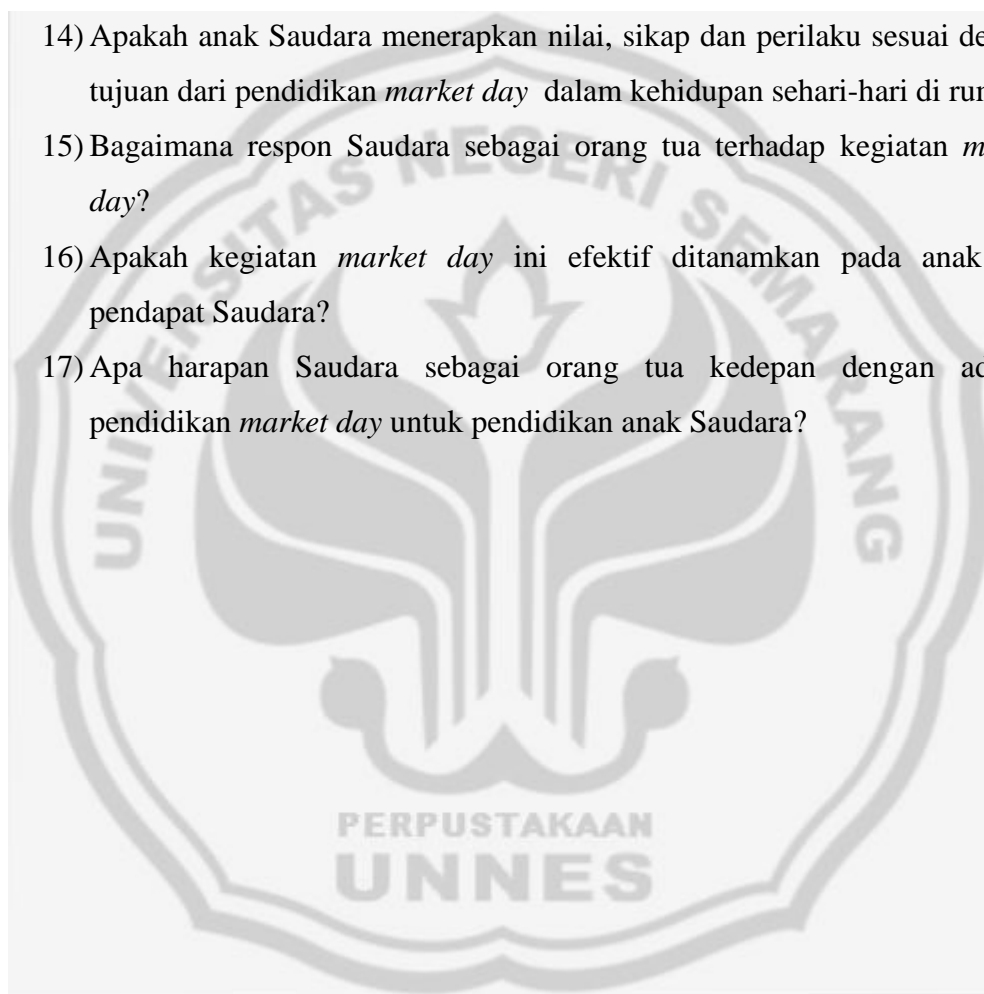 14) Apakah anak Saudara menerapkan nilai, sikap dan perilaku sesuai de
tujuan dari pendidikan market day dalam kehidupan sehari-hari di
15) Bagaimana respon Saudara sebagai orang tua terhadap kegiatan
day?
16) Apakah kegiatan market day ini efektif ditanamkan pada anak
pendapat Saudara?
17) Apa harapan Saudara sebagai orang tua kedepan dengan
pendidikan market day untuk pendidikan anak Saudara?
UNIVERSITAS NEGERI SEMARANG
PERPUSTAKAAN
UNNES